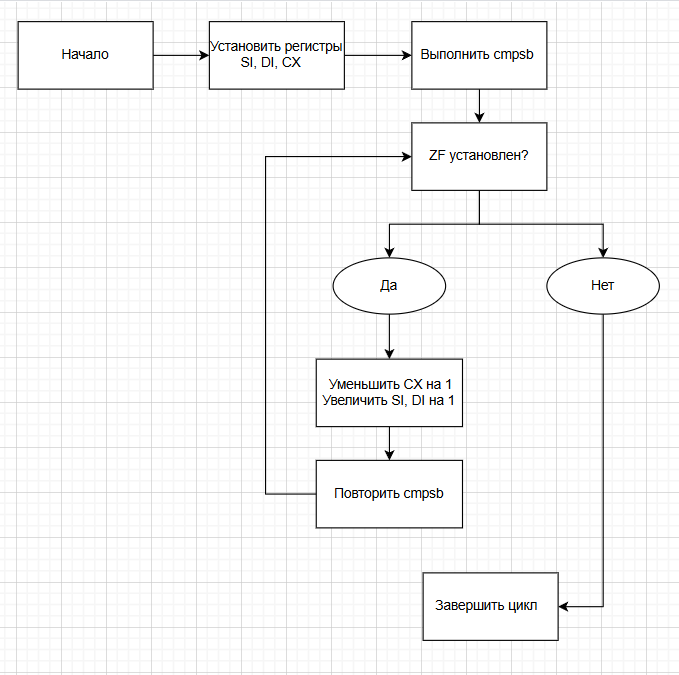 Начало
Установить регистры
SI, DI, CX
Выполнить cmpsb
ZF установлен?
Да
Нет
Уменьшить CX на 1
Увеличить SI, DI на 1
Повторить cmpsb
Завершить цикл